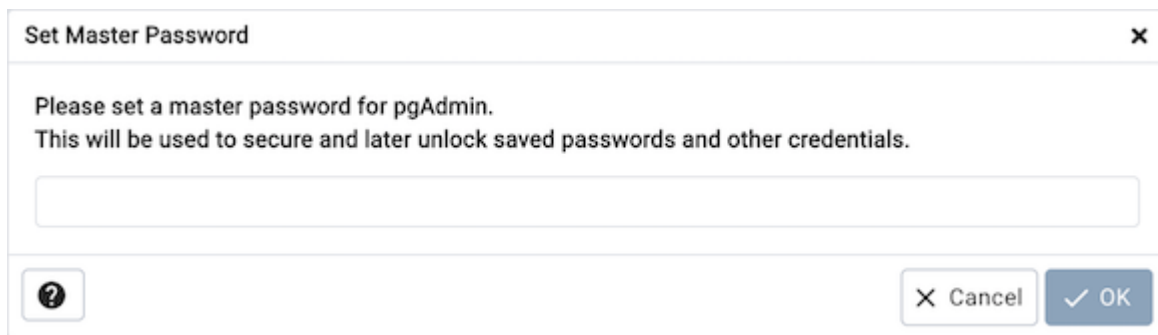 Set Master Password
Please set a master password for pgAdmin.
This will be used to secure and later unlock saved passwords and other credentials.
Cancel
OK